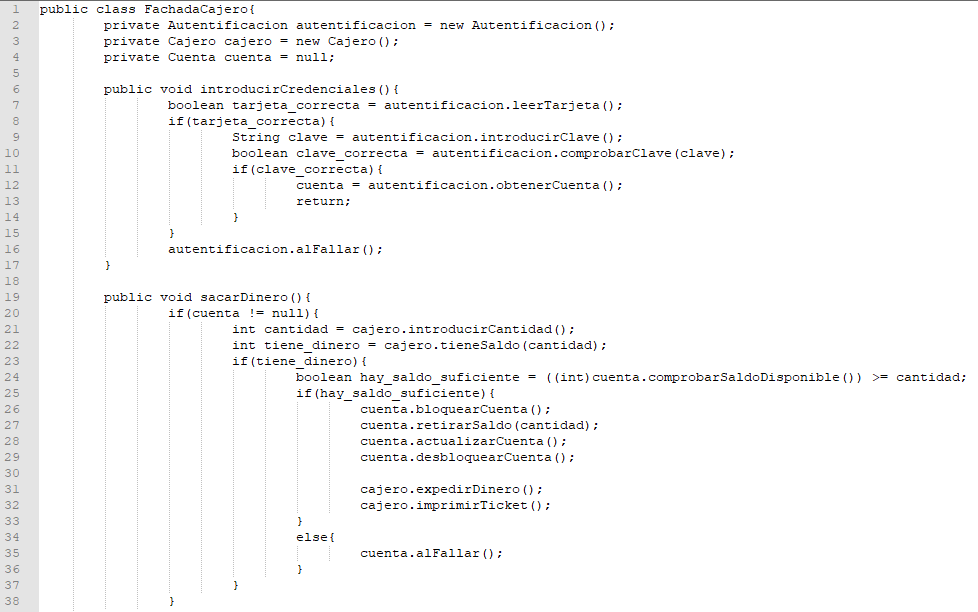 1 public class FachadaCajero{
2 private Autentificacion autentificacion = new Autentificacion();
3 private Cajero cajero = new Cajero();
4 private Cuenta cuenta = null;
5
6 public void introducirCredenciales(){
7 boolean tarjeta_correcta = autentificacion.leerTarjeta();
8 if(tarjeta_correcta){
9 String clave = autentificacion.introducirClave();
10 boolean clave_correcta = autentificacion.comprobarClave(clave);
11 if(clave_correcta){
12 cuenta = autentificacion.obtenerCuenta();
13 return;
14 }
15 }
16 autentificacion.alFallar();
17 }
18
19 public void sacarDinero(){
20 if(cuenta != null){
21 int cantidad = cajero.introducirCantidad();
22 int tiene_dinero = cajero.tieneSaldo(cantidad);
23 if(tiene_dinero){
24 boolean hay_saldo_suficiente = ((int)cuenta.comprobarSaldoDisponible()) >= cantidad;
25 if(hay_saldo_suficiente){
26 cuenta.bloquearCuenta();
27 cuenta.retirarSaldo(cantidad);
28 cuenta.actualizarCuenta();
29 cuenta.desbloquearCuenta();
30
31 cajero.expedirDinero();
32 cajero.imprimirTicket();
33 }
34 else{
35 cuenta.alFallar();
36 }
37 }
38 }